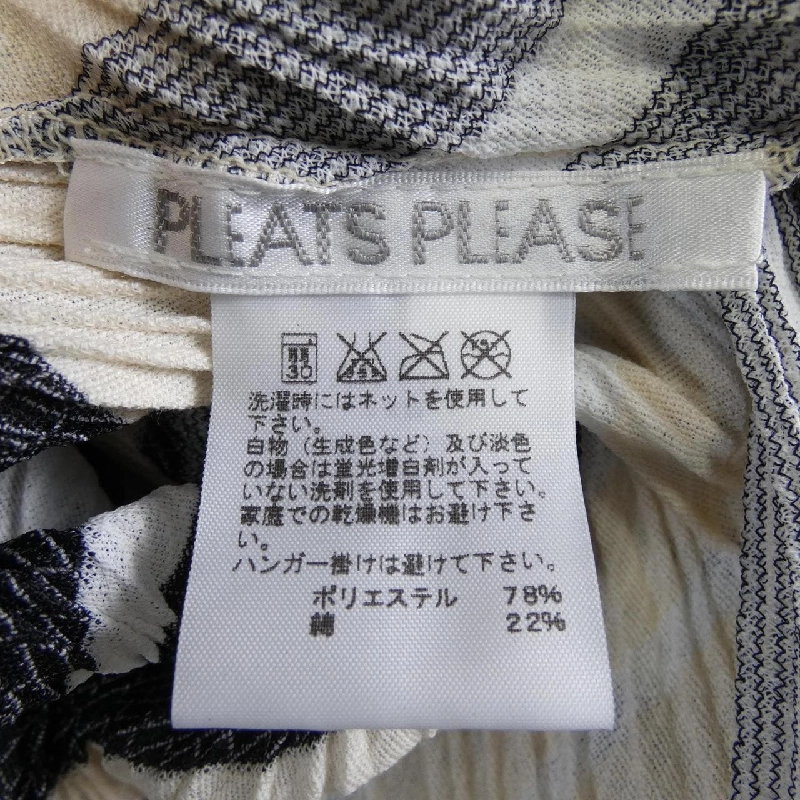 PLEATS PLEASE
30
洗濯時にはネットを使用して
下さい。
白物（生成色など）及び淡色
の場合は蛍光増白剤が入って
いない洗剤を使用して下さい。
家庭での乾燥機はお避け下さ
い。
ハンガー掛けは避けて下さい。
ポリエステル 78%
綿 22%